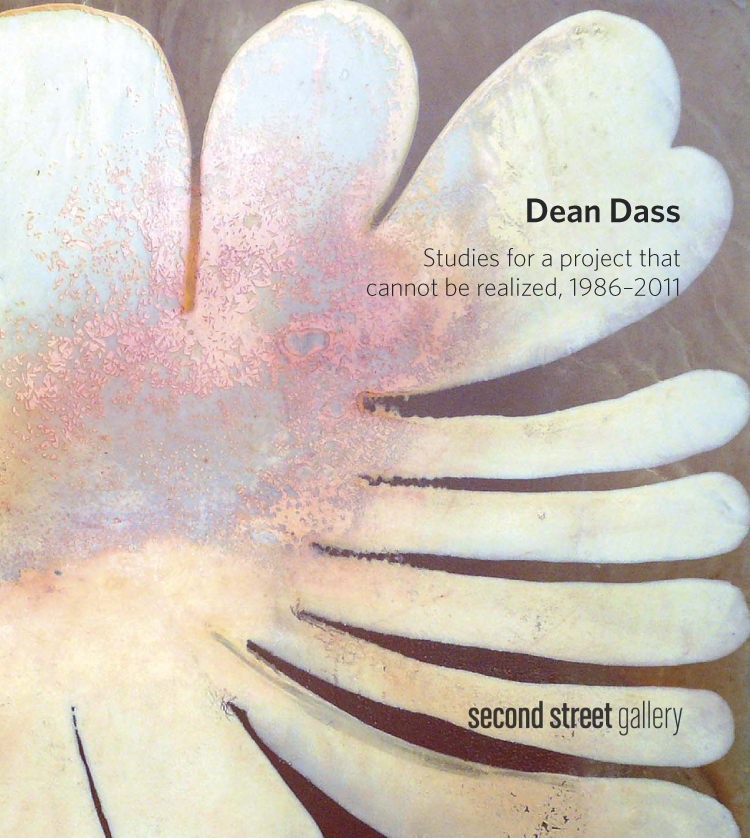 Dean Dass
Studies for a project that
cannot be realized, 1986–2011
second street gallery